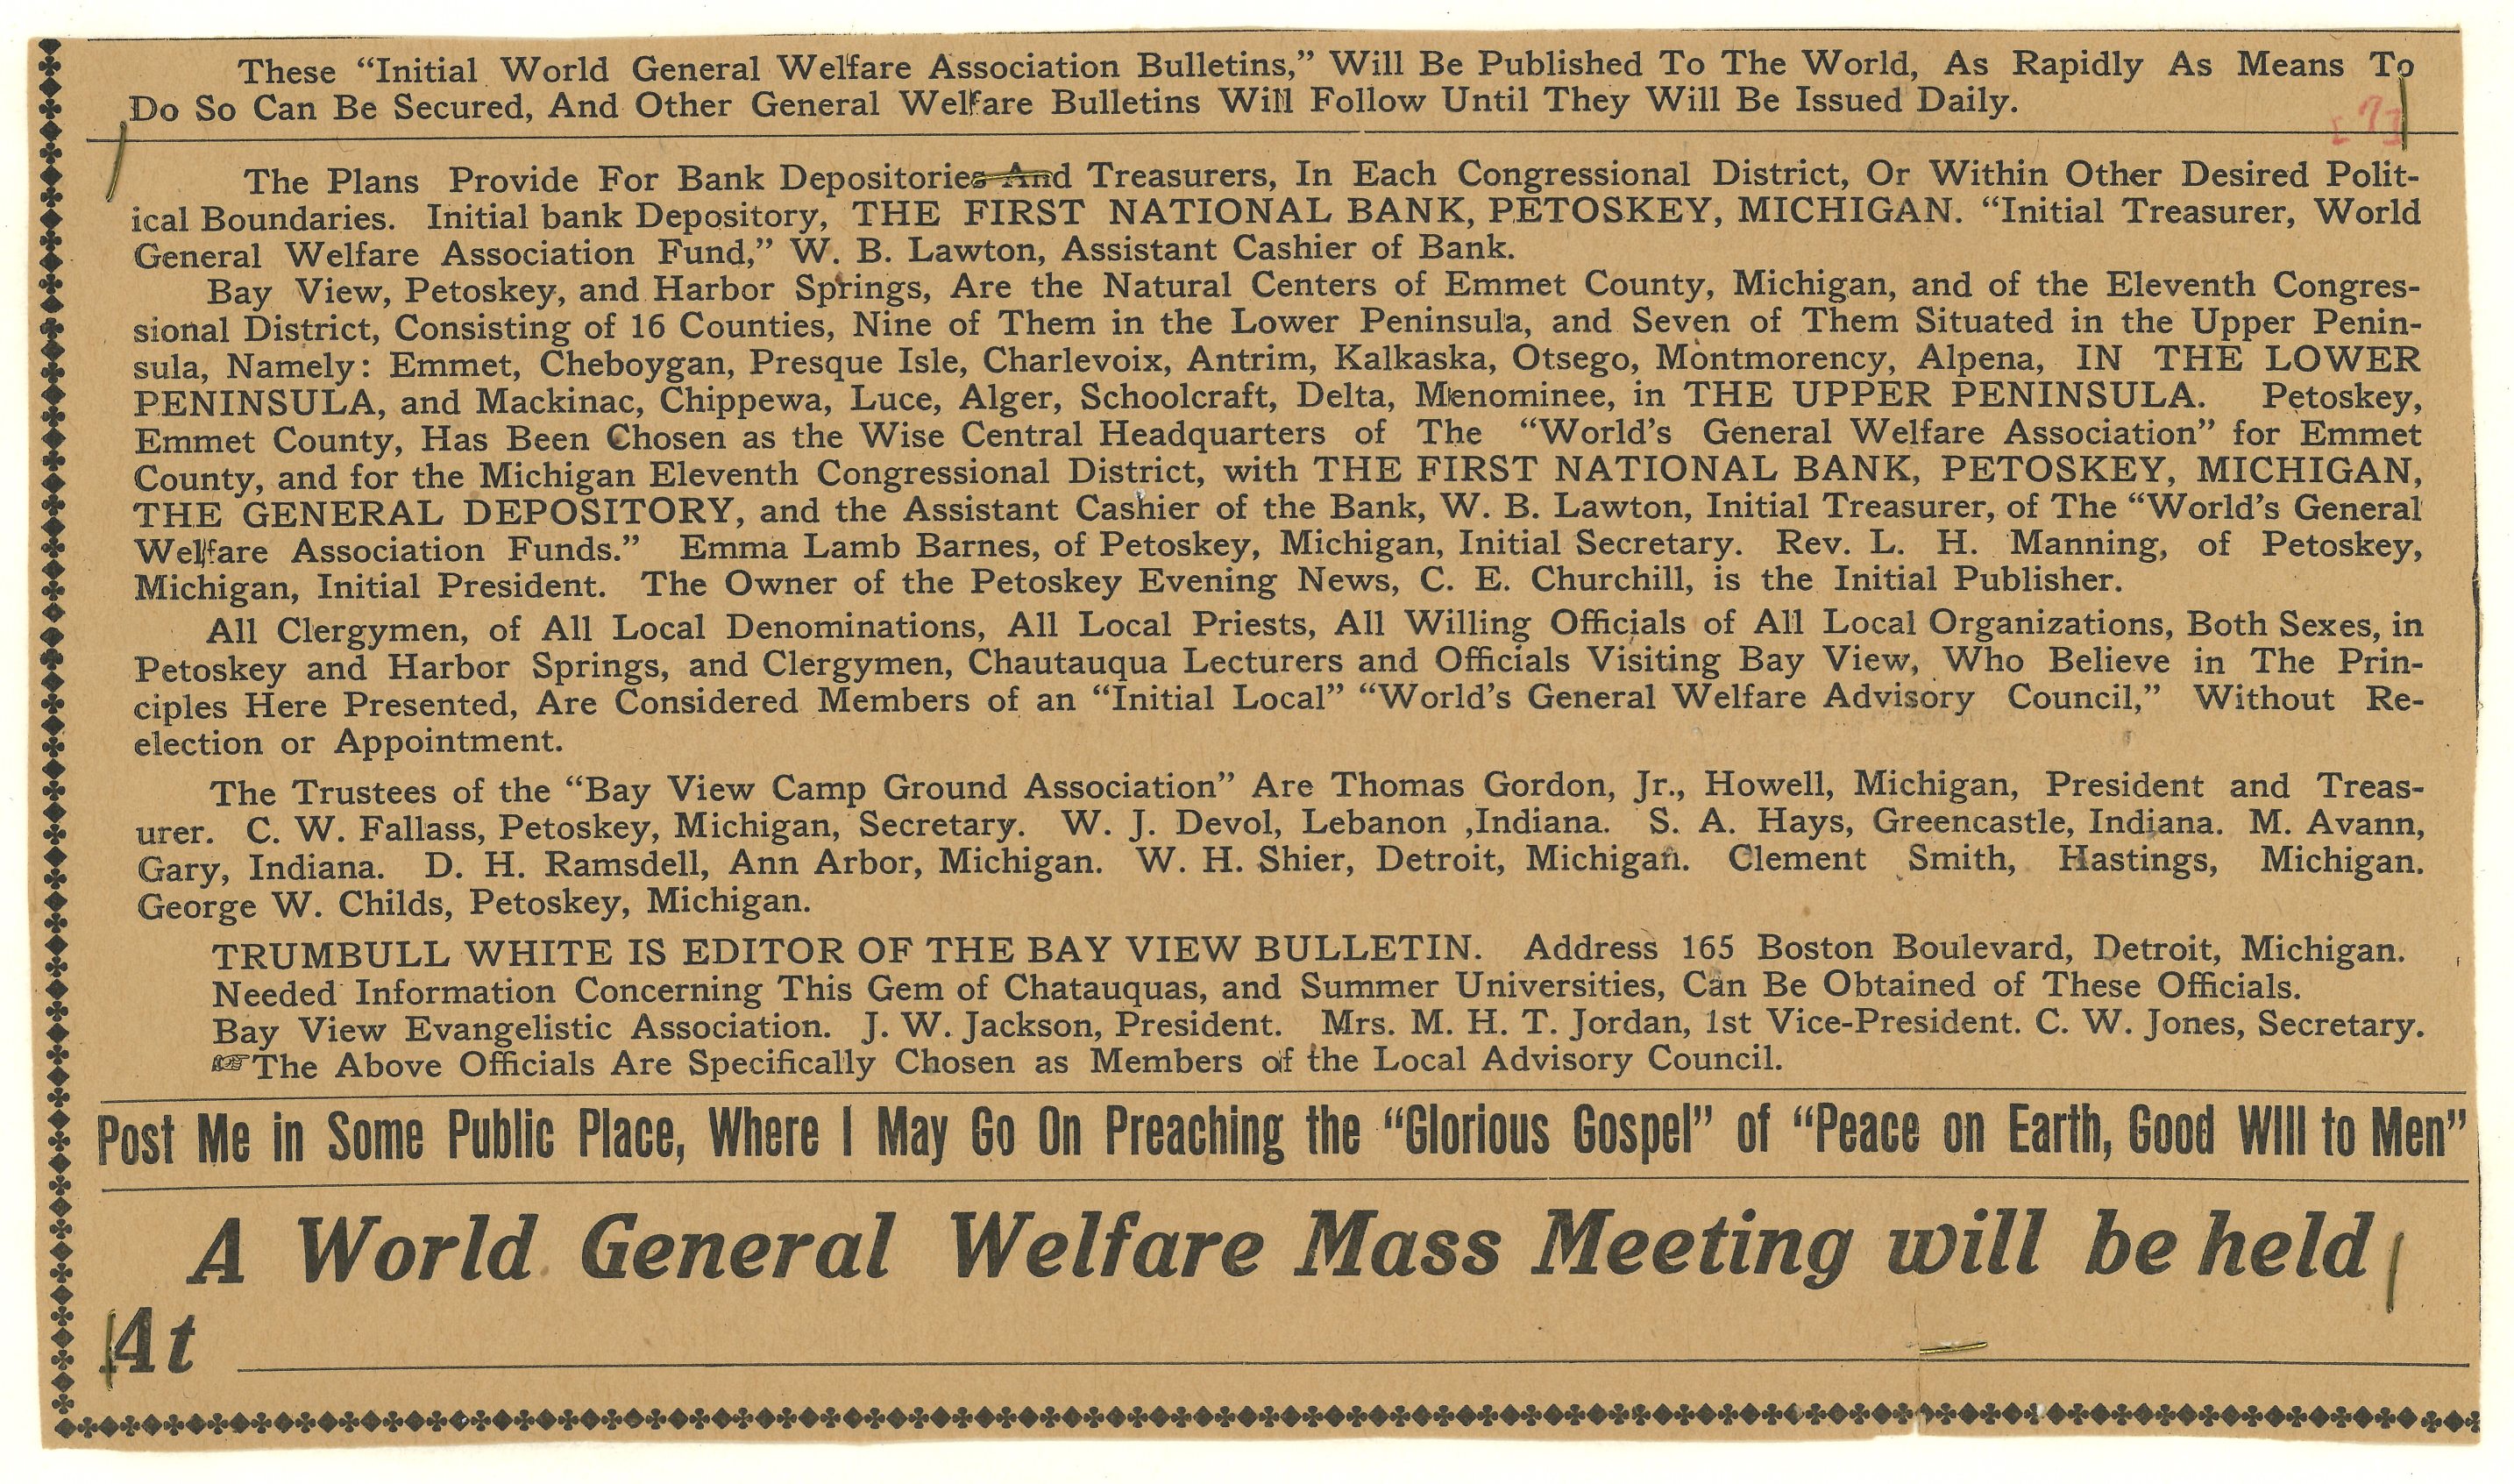 These “Initial World General Welfare Association Bulletins,” Will Be Published To The World, As Rapidly As Means To
Do So Can Be Secured, And Other General Welfare Bulletins Will Follow Until They Will Be Issued Daily.
[7]
The Plans Provide For Bank Depositories And Treasurers, In Each Congressional District, Or Within Other Desired Polit-
ical Boundaries. Initial bank Depository, THE FIRST NATIONAL BANK, PETOSKEY, MICHIGAN. “Initial Treasurer, World
General Welfare Association Fund,” W. B. Lawton, Assistant Cashier of Bank.
Bay View, Petoskey, and Harbor Springs, Are the Natural Centers of Emmet County, Michigan, and of the Eleventh Congres-
sional District, Consisting of 16 Counties, Nine of Them in the Lower Peninsula, and Seven of Them Situated in the Upper Penin-
sula, Namely: Emmet, Cheboygan, Presque Isle, Charlevoix, Antrim, Kalkaska, Otsego, Montmorency, Alpena, IN THE LOWER
PENINSULA, and Mackinac, Chippewa, Luce, Alger, Schoolcraft, Delta, Menominee, in THE UPPER PENINSULA. Petoskey,
Emmet County, Has Been Chosen as the Wise Central Headquarters of The “World’s General Welfare Association” for Emmet
County, and for the Michigan Eleventh Congressional District, with THE FIRST NATIONAL BANK, PETOSKEY, MICHIGAN,
THE GENERAL DEPOSITORY, and the Assistant Cashier of the Bank, W. B. Lawton, Initial Treasurer, of The “World’s General
Welfare Association Funds.” Emma Lamb Barnes, of Petoskey, Michigan, Initial Secretary. Rev. L. H. Manning, of Petoskey,
Michigan, Initial President. The Owner of the Petoskey Evening News, C. E. Churchill, is the Initial Publisher.
All Clergymen, of All Local Denominations, All Local Priests, All Willing Officials of All Local Organizations, Both Sexes, in
Petoskey and Harbor Springs, and Clergymen, Chautauqua Lecturers and Officials Visiting Bay View, Who Believe in The Prin-
ciples Here Presented, Are Considered Members of an “Initial Local” “World’s General Welfare Advisory Council,” Without Re-
election or Appointment.
The Trustees of the “Bay View Camp Ground Association” Are Thomas Gordon, Jr., Howell, Michigan, President and Treas-
urer. C. W. Fallass, Petoskey, Michigan, Secretary. W. J. Devol, Lebanon ,Indiana. S. A. Hays, Greencastle, Indiana. M. Avann,
Gary, Indiana. D. H. Ramsdell, Ann Arbor, Michigan. W. H. Shier, Detroit, Michigan. Clement Smith, Hastings, Michigan.
George W. Childs, Petoskey, Michigan.
TRUMBULL WHITE IS EDITOR OF THE BAY VIEW BULLETIN. Address 165 Boston Boulevard, Detroit, Michigan.
Needed Information Concerning This Gem of Chatauquas, and Summer Universities, Can Be Obtained of These Officials.
Bay View Evangelistic Association. J. W. Jackson, President. Mrs. M. H. T. Jordan, 1st Vice-President. C. W. Jones, Secretary.
☞The Above Officials Are Specifically Chosen as Members of the Local Advisory Council.
Post Me in Some Public Place, Where I May Go On Preaching the “Glorious Gospel” of “Peace on Earth, Good WIll to Men”
A World General Welfare Mass Meeting will be held
At